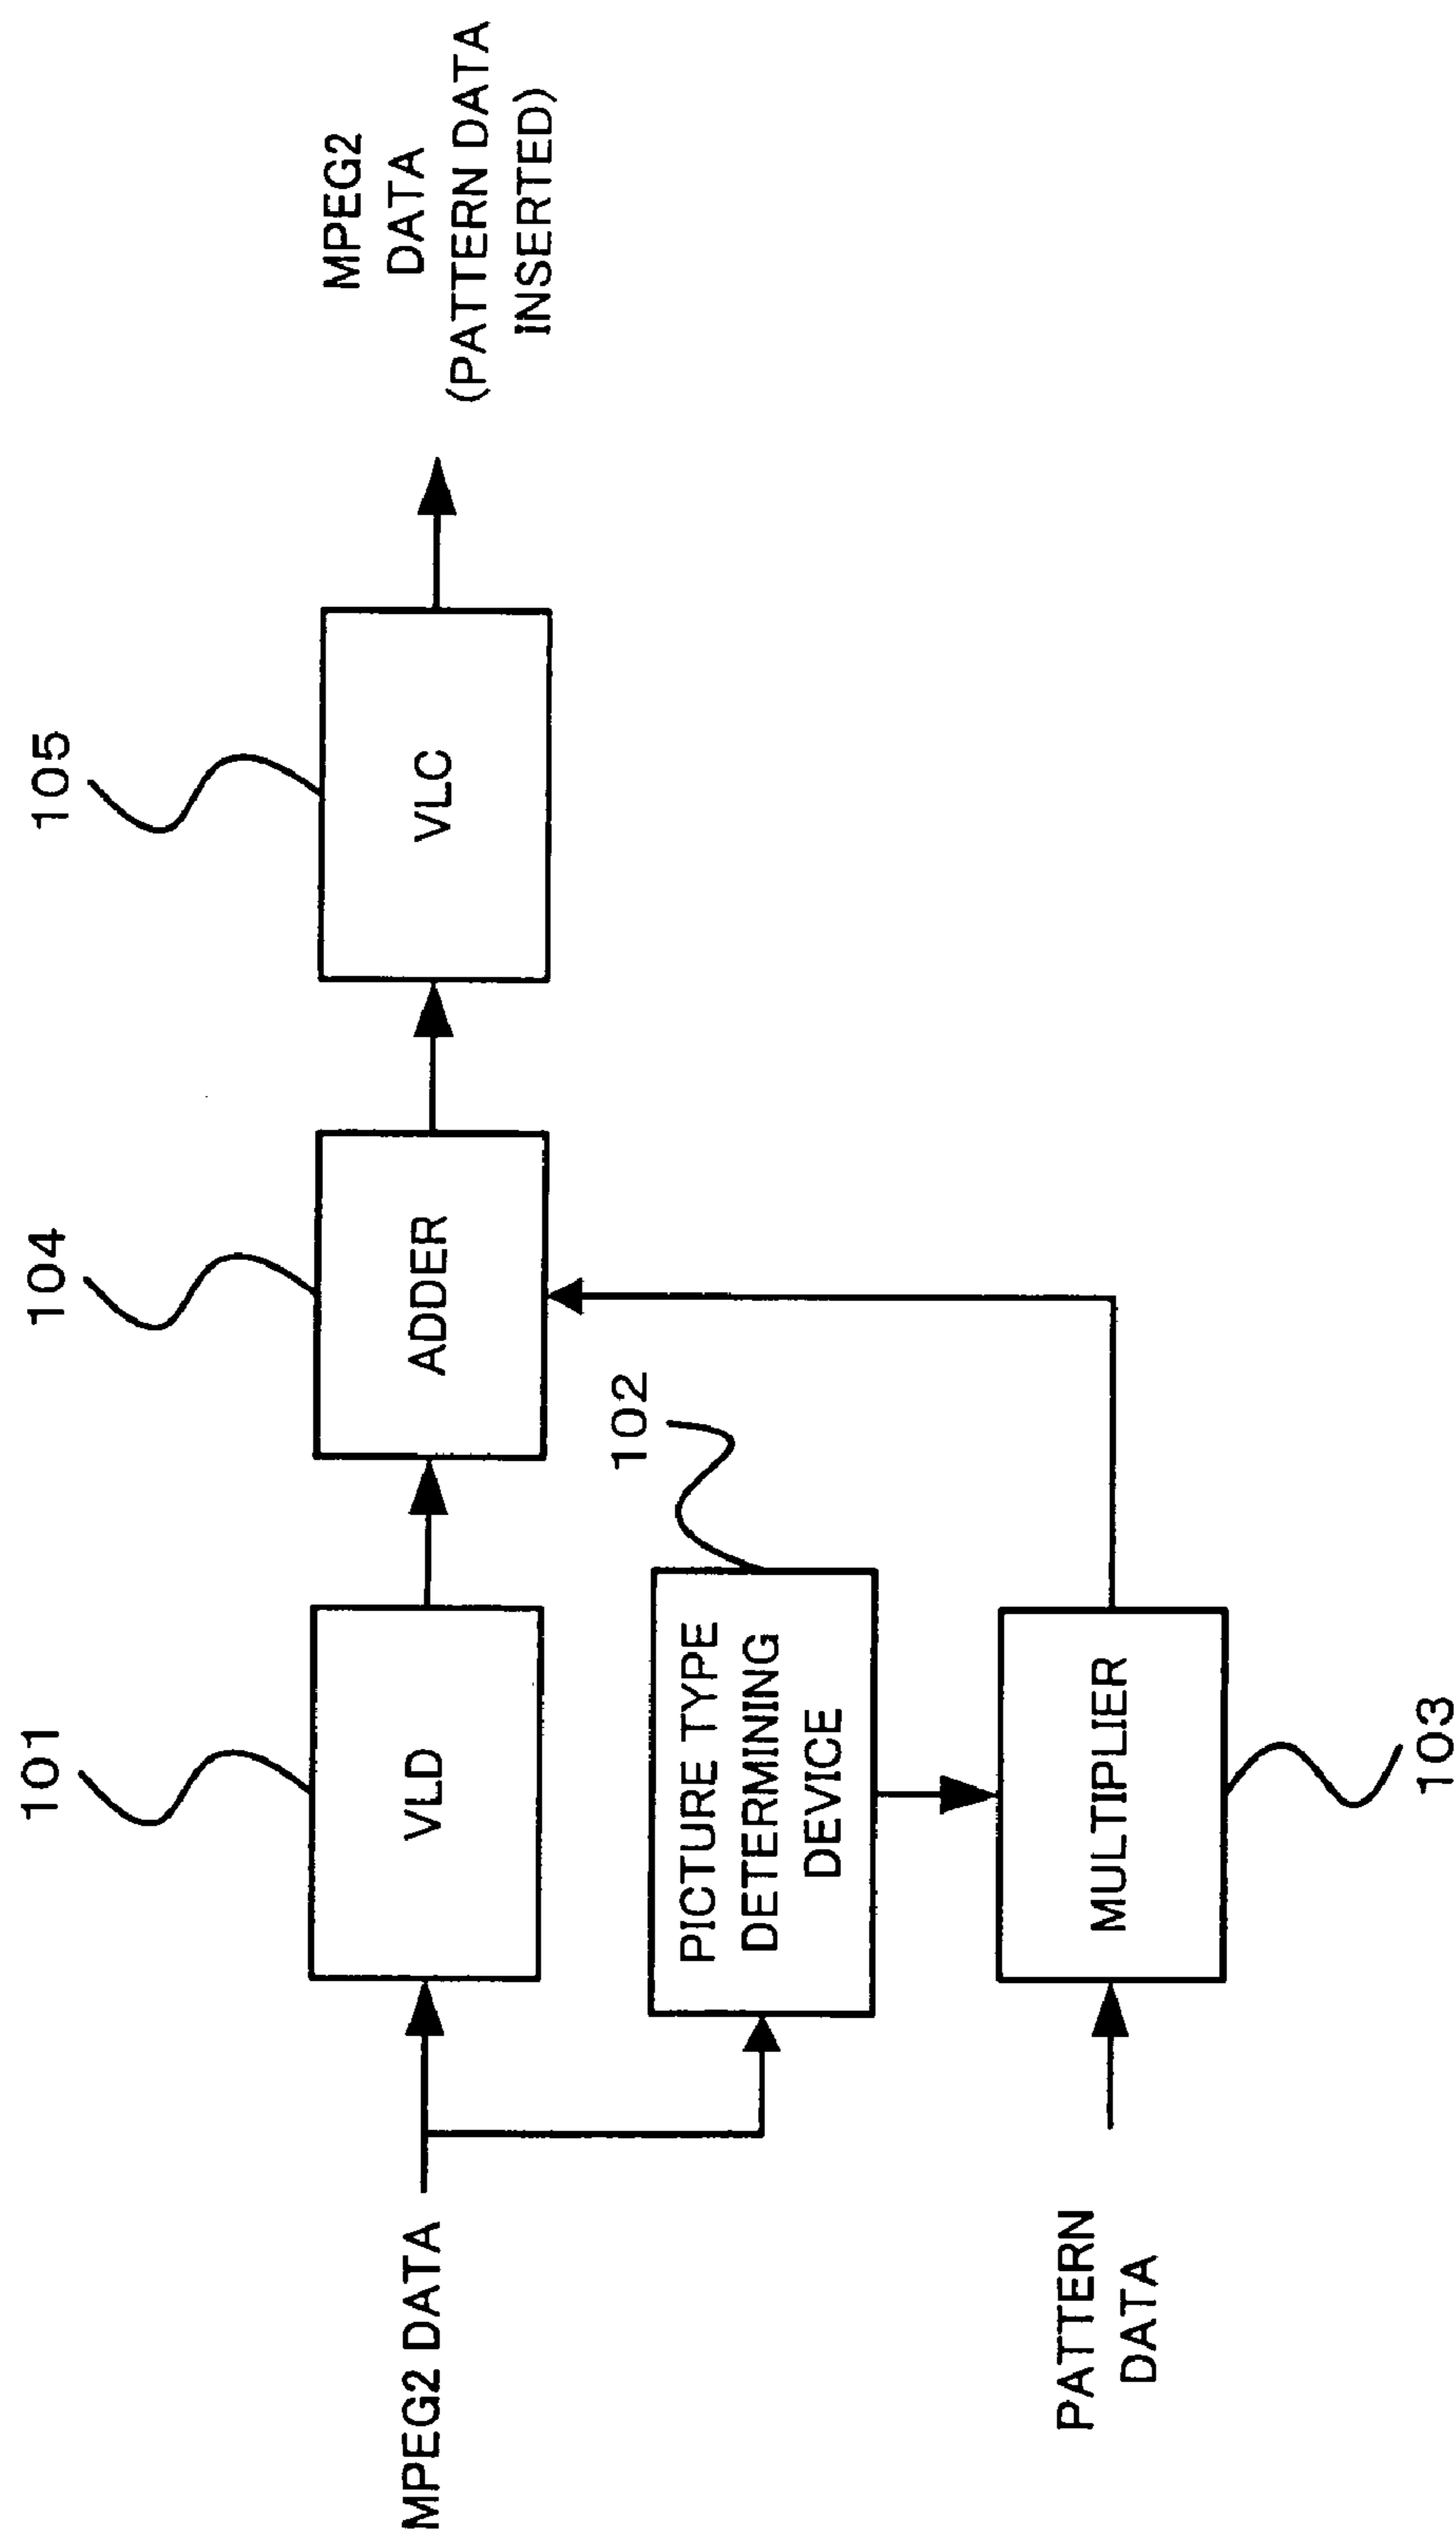 101
104
105
MPEG2 DATA
VLD
ADDER
VLC
MPEG2
DATA
(PATTERN DATA
INSERTED)
102
PICTURE TYPE
DETERMINING
DEVICE
PATTERN
DATA
MULTIPLIER
103